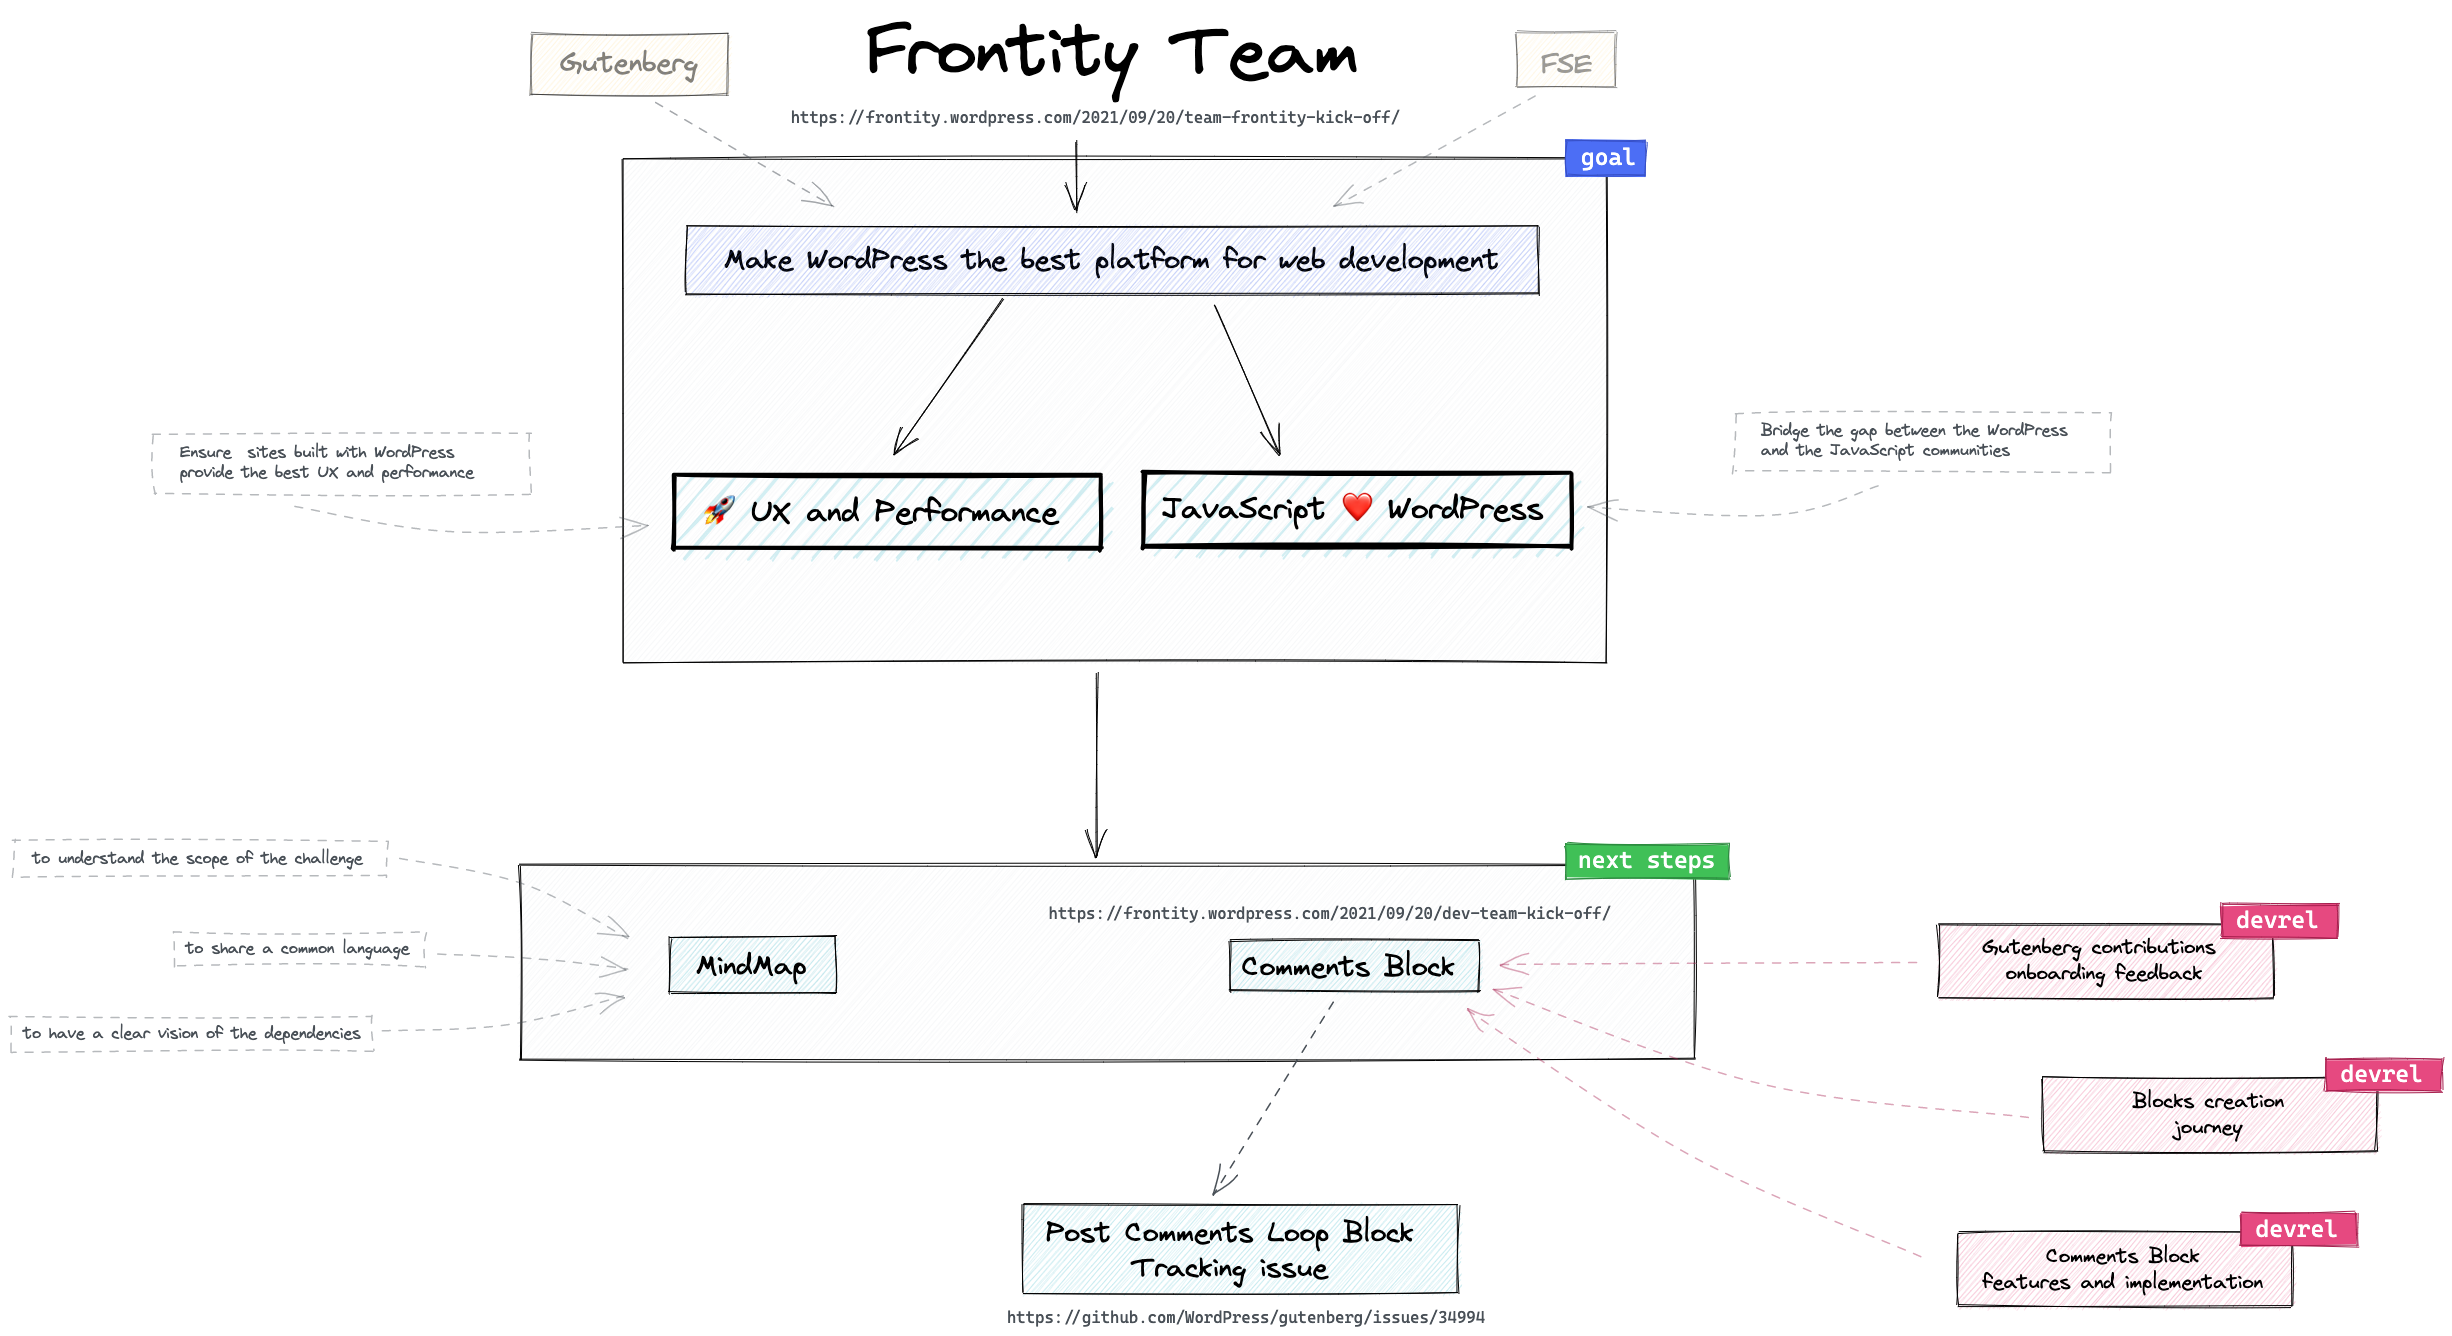 Frontity Team
Gutenberg
FSE
https://frontity.wordpress.com/2021/09/20/team-frontity-kick-off/
goal
Make WordPress the best platform for web development
Ensure  sites built with WordPress
provide the best UX and performance
Bridge the gap between the WordPress
and the JavaScript communities
🚀 UX and Performance
JavaScript ❤️ WordPress
next steps
to understand the scope of the challenge
to share a common language
to have a clear vision of the dependencies
https://frontity.wordpress.com/2021/09/20/dev-team-kick-off/
MindMap
Comments Block
devrel
Gutenberg contributions
onboarding feedback
devrel
Blocks creation
journey
devrel
Comments Block
features and implementation
Post Comments Loop Block
Tracking issue
https://github.com/WordPress/gutenberg/issues/34994